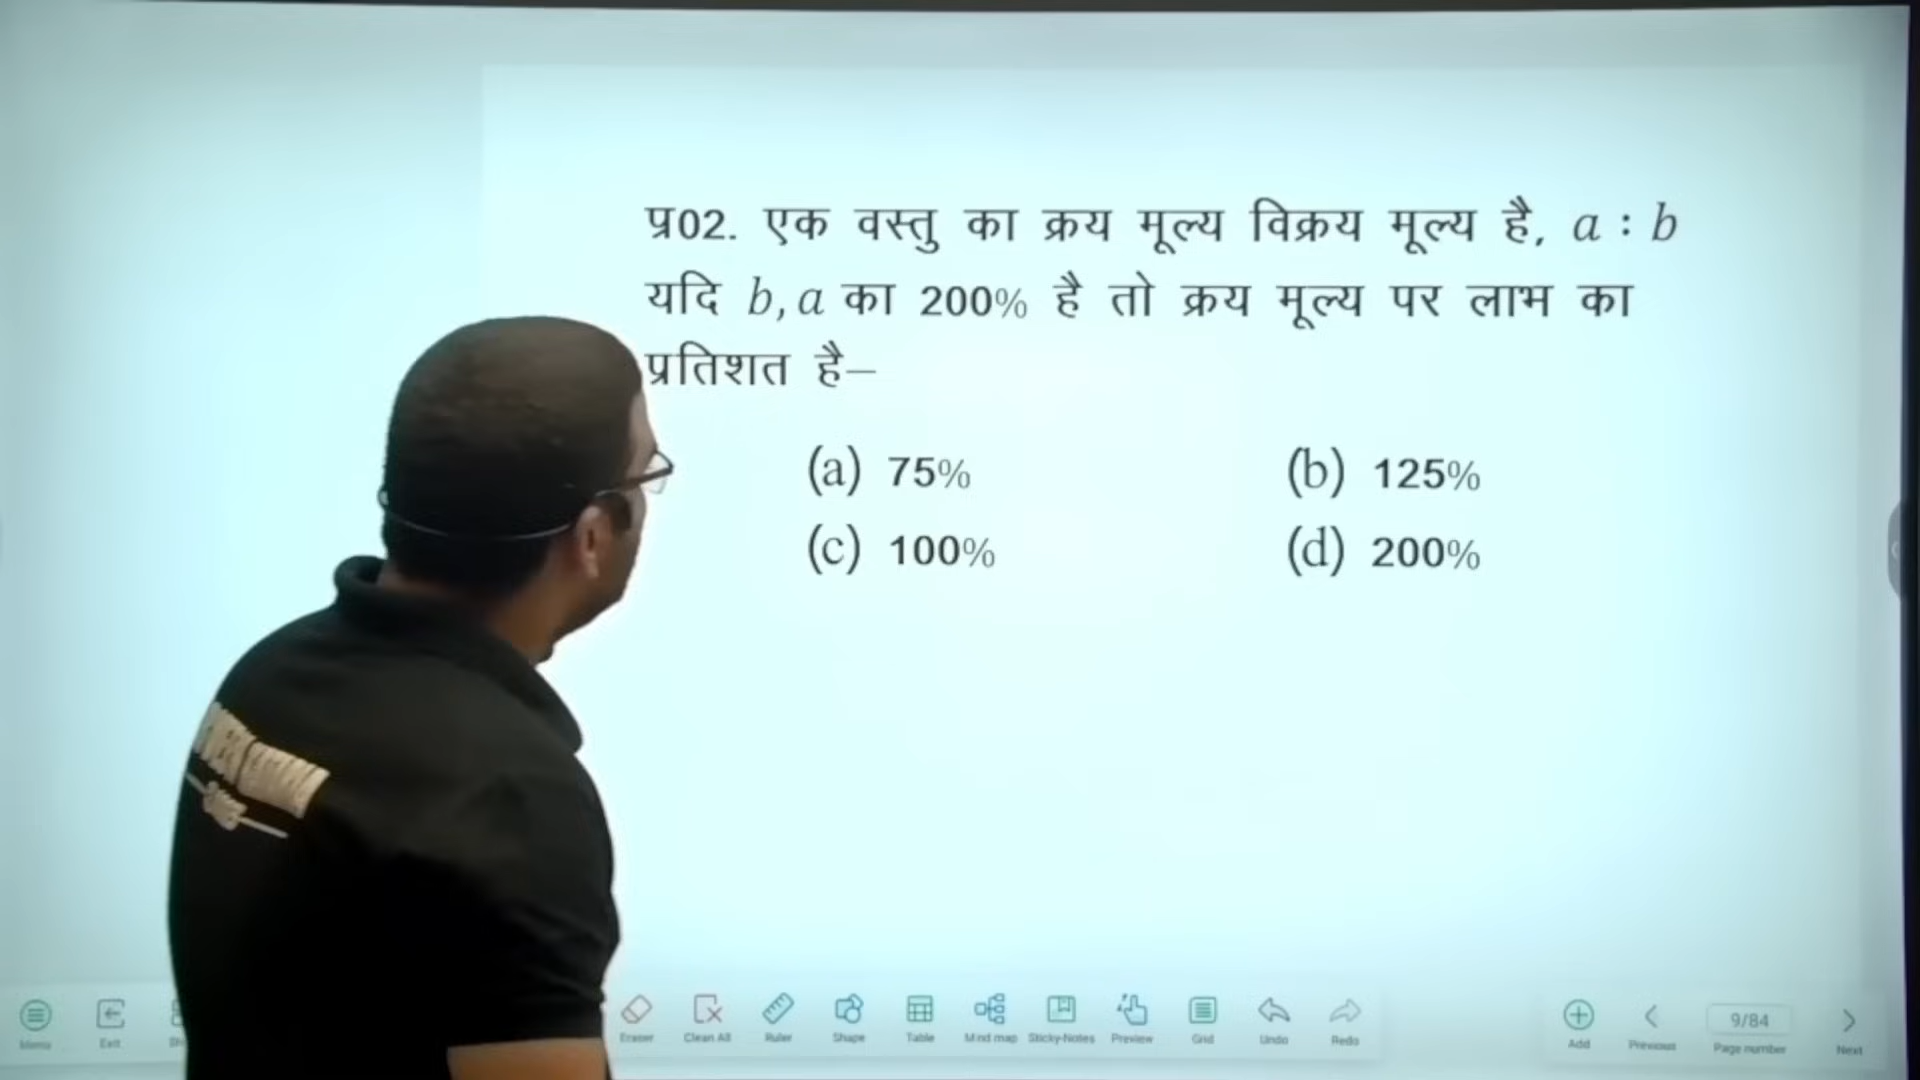 प्र02. एक वस्तु का क्रय मूल्य विक्रय मूल्य है, a : b
यदि b, a का 200% है तो क्रय मूल्य पर लाभ का
प्रतिशत है–
(a) 75% (b) 125%
(c) 100% (d) 200%
Menu Exit Eraser Clean All Ruler Shape Table Mind map Sticky-Notes Preview Grid Undo Redo Add Previous 9/84 Page number Next